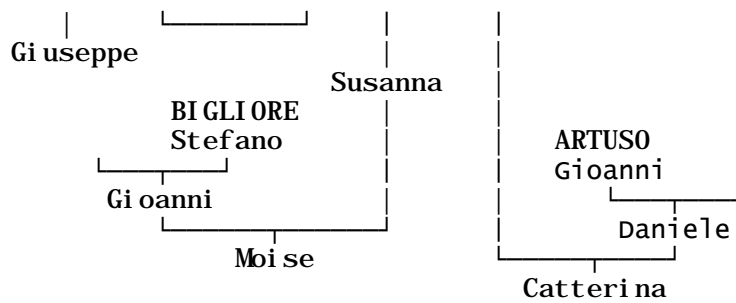 Giuseppe
Susanna
BIGLIORE
Stefano
ARTUSO
Gioanni
Gioanni
Daniele
Moise
Catterina